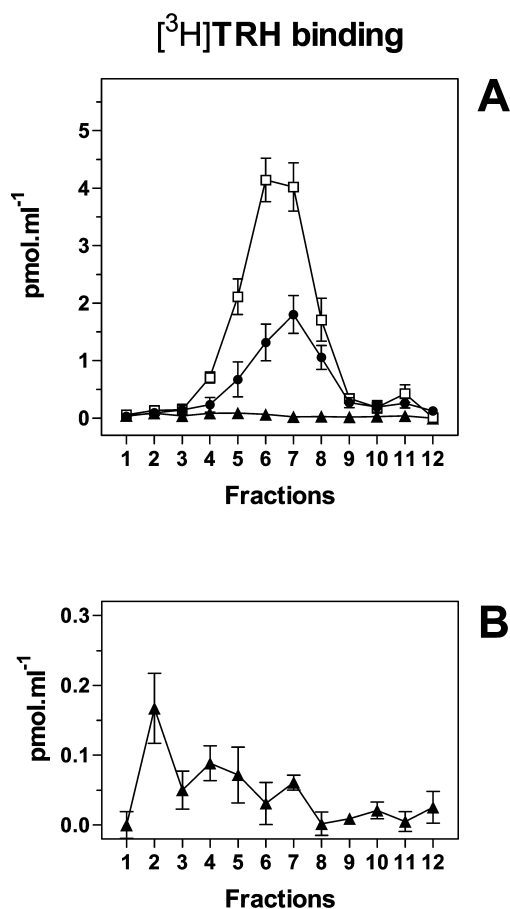 [³H]TRH binding
A
5
4
3
2
1
0
pmol.ml⁻¹
1 2 3 4 5 6 7 8 9 10 11 12
Fractions
B
0.3
0.2
0.1
0.0
pmol.ml⁻¹
1 2 3 4 5 6 7 8 9 10 11 12
Fractions